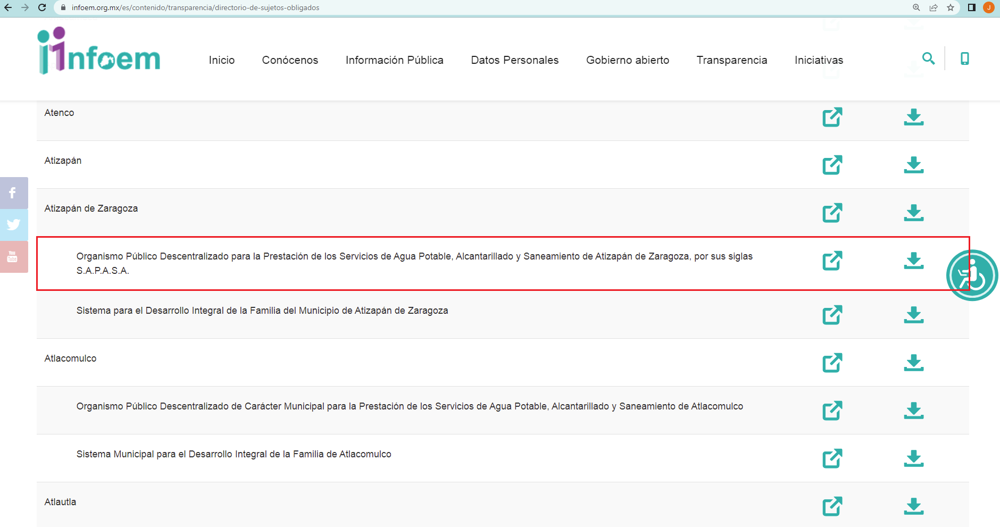 infoem.org.mx/es/contenido/transparencia/directorio-de-sujetos-obligados
J
infoem
Inicio
Conócenos
Información Pública
Datos Personales
Gobierno abierto
Transparencia
Iniciativas
Atenco
Atizapán
Atizapán de Zaragoza
Organismo Público Descentralizado para la Prestación de los Servicios de Agua Potable, Alcantarillado y Saneamiento de Atizapán de Zaragoza, por sus siglas
S.A.P.A.S.A.
Sistema para el Desarrollo Integral de la Familia del Municipio de Atizapán de Zaragoza
Atlacomulco
Organismo Público Descentralizado de Carácter Municipal para la Prestación de los Servicios de Agua Potable, Alcantarillado y Saneamiento de Atlacomulco
Sistema Municipal para el Desarrollo Integral de la Familia de Atlacomulco
Atlautla
f
You
Tube